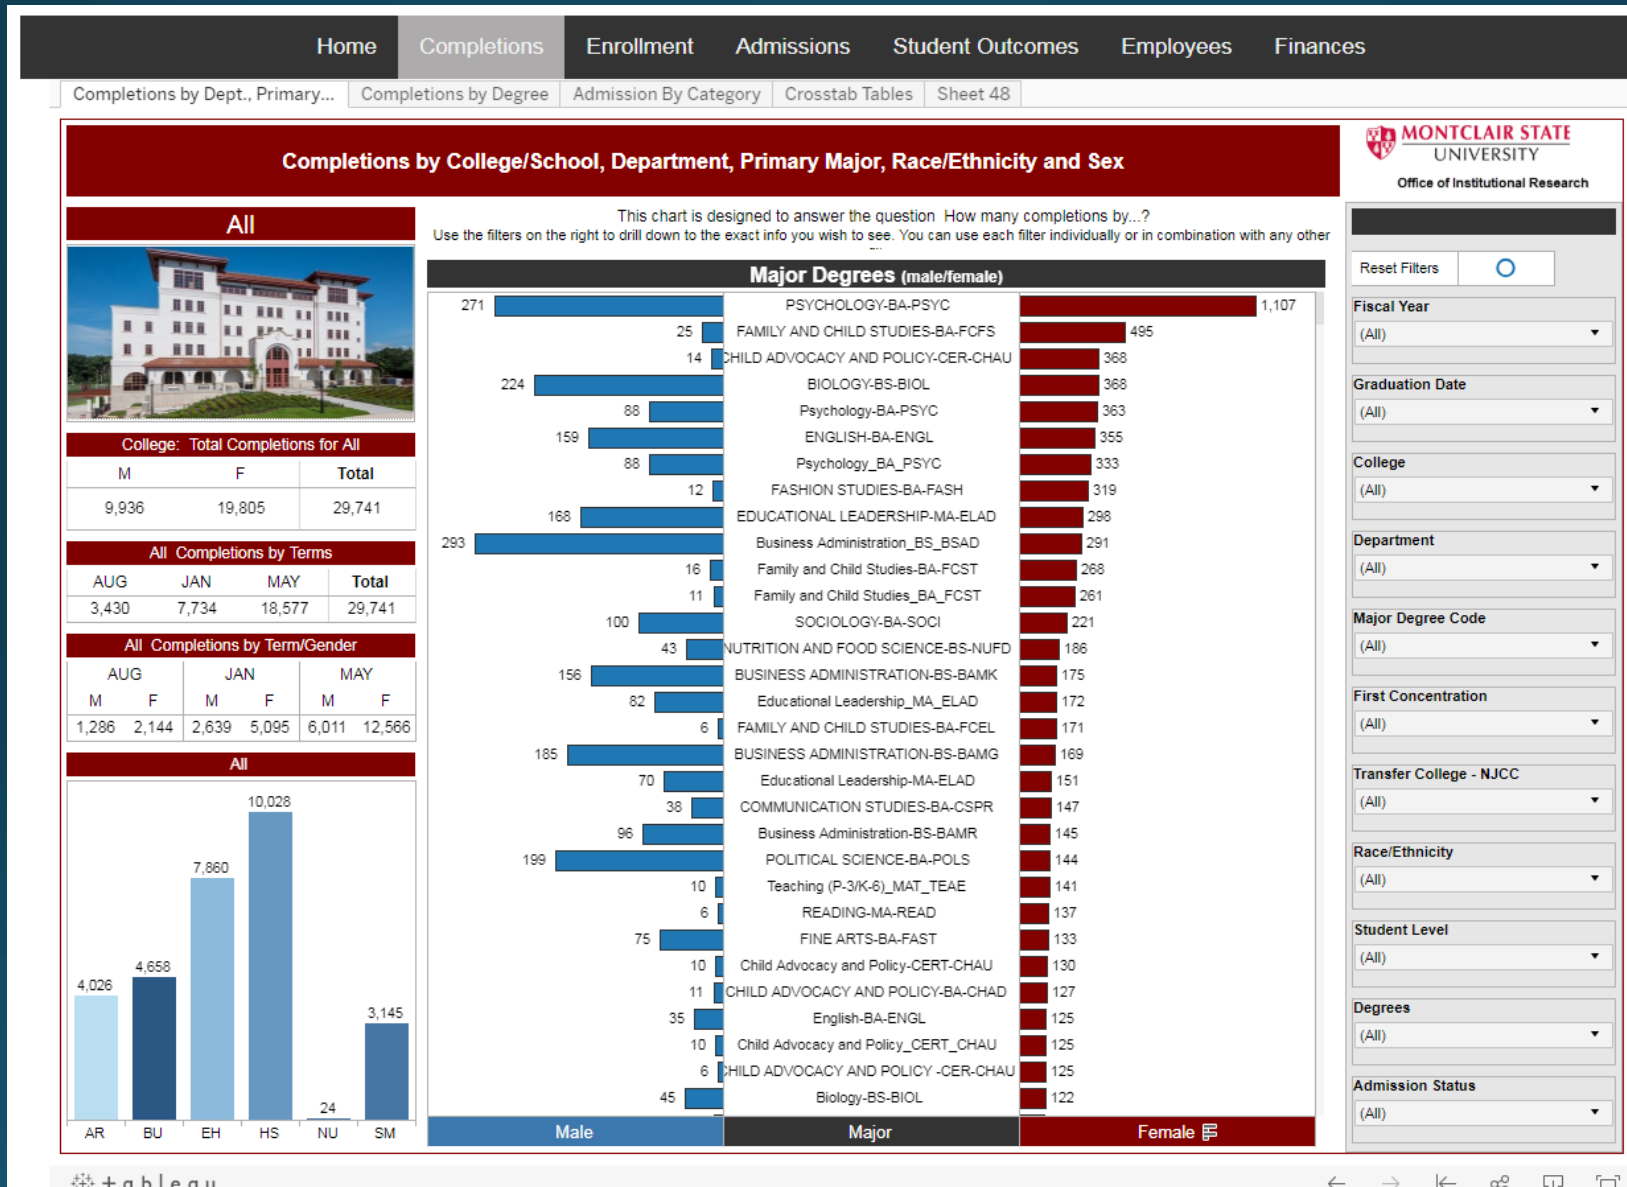 Home Completions Enrollment Admissions Student Outcomes Employees Finances
Completions by Dept., Primary... Completions by Degree Admission By Category Crosstab Tables Sheet 48
Completions by College/School, Department, Primary Major, Race/Ethnicity and Sex
MONTCLAIR STATE
UNIVERSITY
Office of Institutional Research
All
This chart is designed to answer the question How many completions by...?
Use the filters on the right to drill down to the exact info you wish to see. You can use each filter individually or in combination with any other
College: Total Completions for All
M F Total
9,936 19,805 29,741
All Completions by Terms
AUG JAN MAY Total
3,430 7,734 18,577 29,741
All Completions by Term/Gender
AUG JAN MAY
M F M F M F
1,286 2,144 2,639 5,095 6,011 12,566
All
10,028
7,860
4,658
4,026
3,145
24
AR BU EH HS NU SM
Major Degrees (male/female)
271 PSYCHOLOGY-BA-PSYC 1,107
25 FAMILY AND CHILD STUDIES-BA-FCFS 495
14 CHILD ADVOCACY AND POLICY-CER-CHAU 368
224 BIOLOGY-BS-BIOL 368
88 Psychology-BA-PSYC 363
159 ENGLISH-BA-ENGL 355
88 Psychology_BA_PSYC 333
12 FASHION STUDIES-BA-FASH 319
168 EDUCATIONAL LEADERSHIP-MA-ELAD 298
293 Business Administration_BS_BSAD 291
16 Family and Child Studies-BA-FCST 268
11 Family and Child Studies_BA_FCST 261
100 SOCIOLOGY-BA-SOCI 221
43 NUTRITION AND FOOD SCIENCE-BS-NUFD 186
156 BUSINESS ADMINISTRATION-BS-BAMK 175
82 Educational Leadership_MA_ELAD 172
6 FAMILY AND CHILD STUDIES-BA-FCEL 171
185 BUSINESS ADMINISTRATION-BS-BAMG 169
70 Educational Leadership-MA-ELAD 151
38 COMMUNICATION STUDIES-BA-CSPR 147
96 Business Administration-BS-BAMR 145
199 POLITICAL SCIENCE-BA-POLS 144
10 Teaching (P-3/K-6)_MAT_TEAE 141
6 READING-MA-READ 137
75 FINE ARTS-BA-FAST 133
10 Child Advocacy and Policy-CERT-CHAU 130
11 CHILD ADVOCACY AND POLICY-BA-CHAD 127
35 English-BA-ENGL 125
10 Child Advocacy and Policy_CERT_CHAU 125
6 CHILD ADVOCACY AND POLICY -CER-CHAU 125
45 Biology-BS-BIOL 122
Male Major Female
Reset Filters
Fiscal Year
(All)
Graduation Date
(All)
College
(All)
Department
(All)
Major Degree Code
(All)
First Concentration
(All)
Transfer College - NJCC
(All)
Race/Ethnicity
(All)
Student Level
(All)
Degrees
(All)
Admission Status
(All)
tableau